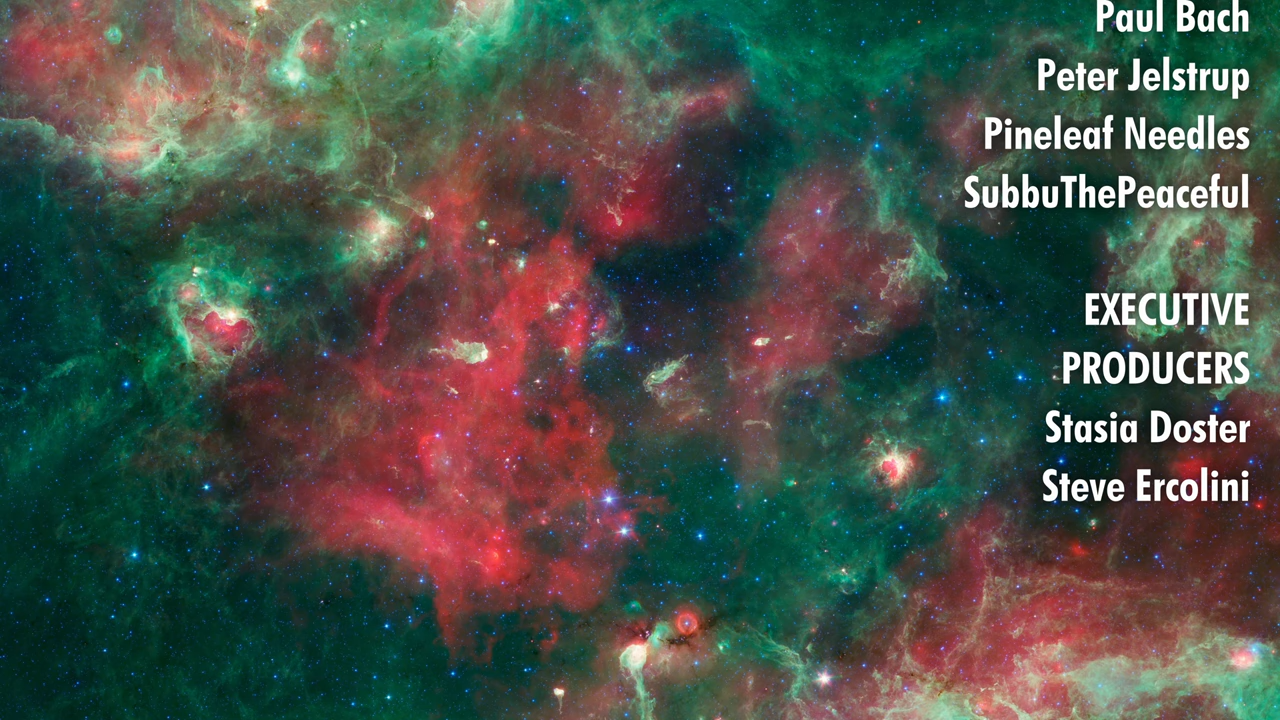 Paul Bach
Peter Jelstrup
Pineleaf Needles
SubbuThePeaceful
EXECUTIVE
PRODUCERS
Stasia Doster
Steve Ercolini